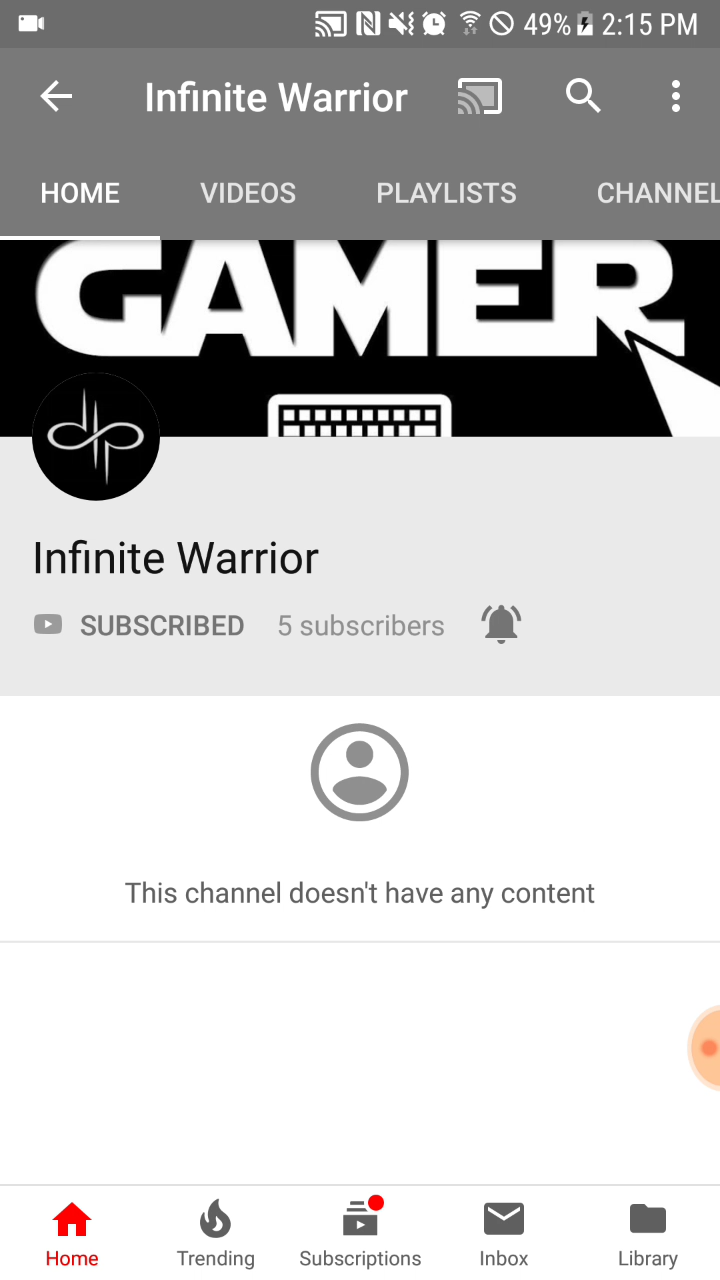 49% 2:15 PM
Infinite Warrior
HOME VIDEOS PLAYLISTS CHANNEL
GAMER
Infinite Warrior
SUBSCRIBED 5 subscribers
This channel doesn't have any content
Home Trending Subscriptions Inbox Library